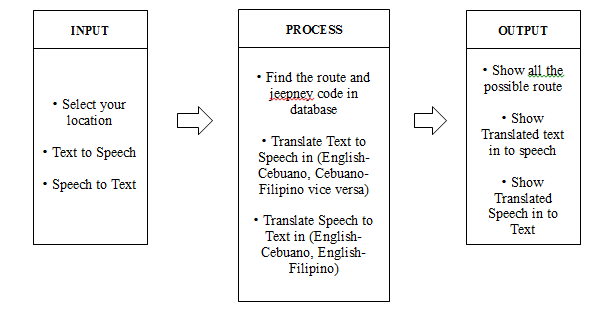 INPUT
• Select your
location
• Text to Speech
• Speech to Text
PROCESS
• Find the route and
jeepney code in
database
• Translate Text to
Speech in (English-
Cebuano, Cebuano-
Filipino vice versa)
• Translate Speech to
Text in (English-
Cebuano, English-
Filipino)
OUTPUT
• Show all the
possible route
• Show
Translated text
in to speech
• Show
Translated
Speech in to
Text